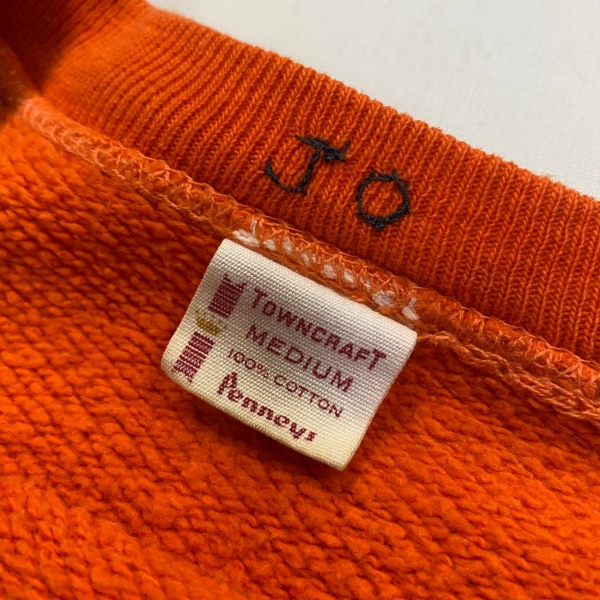 JO
TOWNCRAFT
MEDIUM
100% COTTON
Penneys